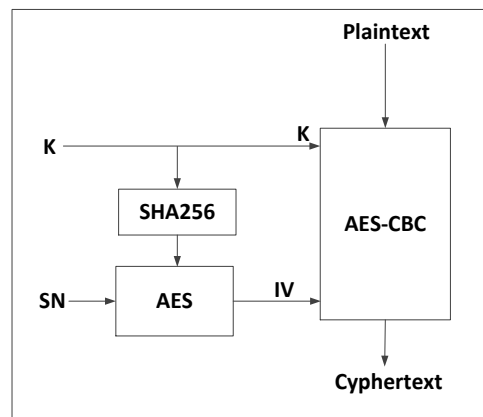 Plaintext
K
K
SHA256
AES-CBC
SN
AES
IV
Cyphertext